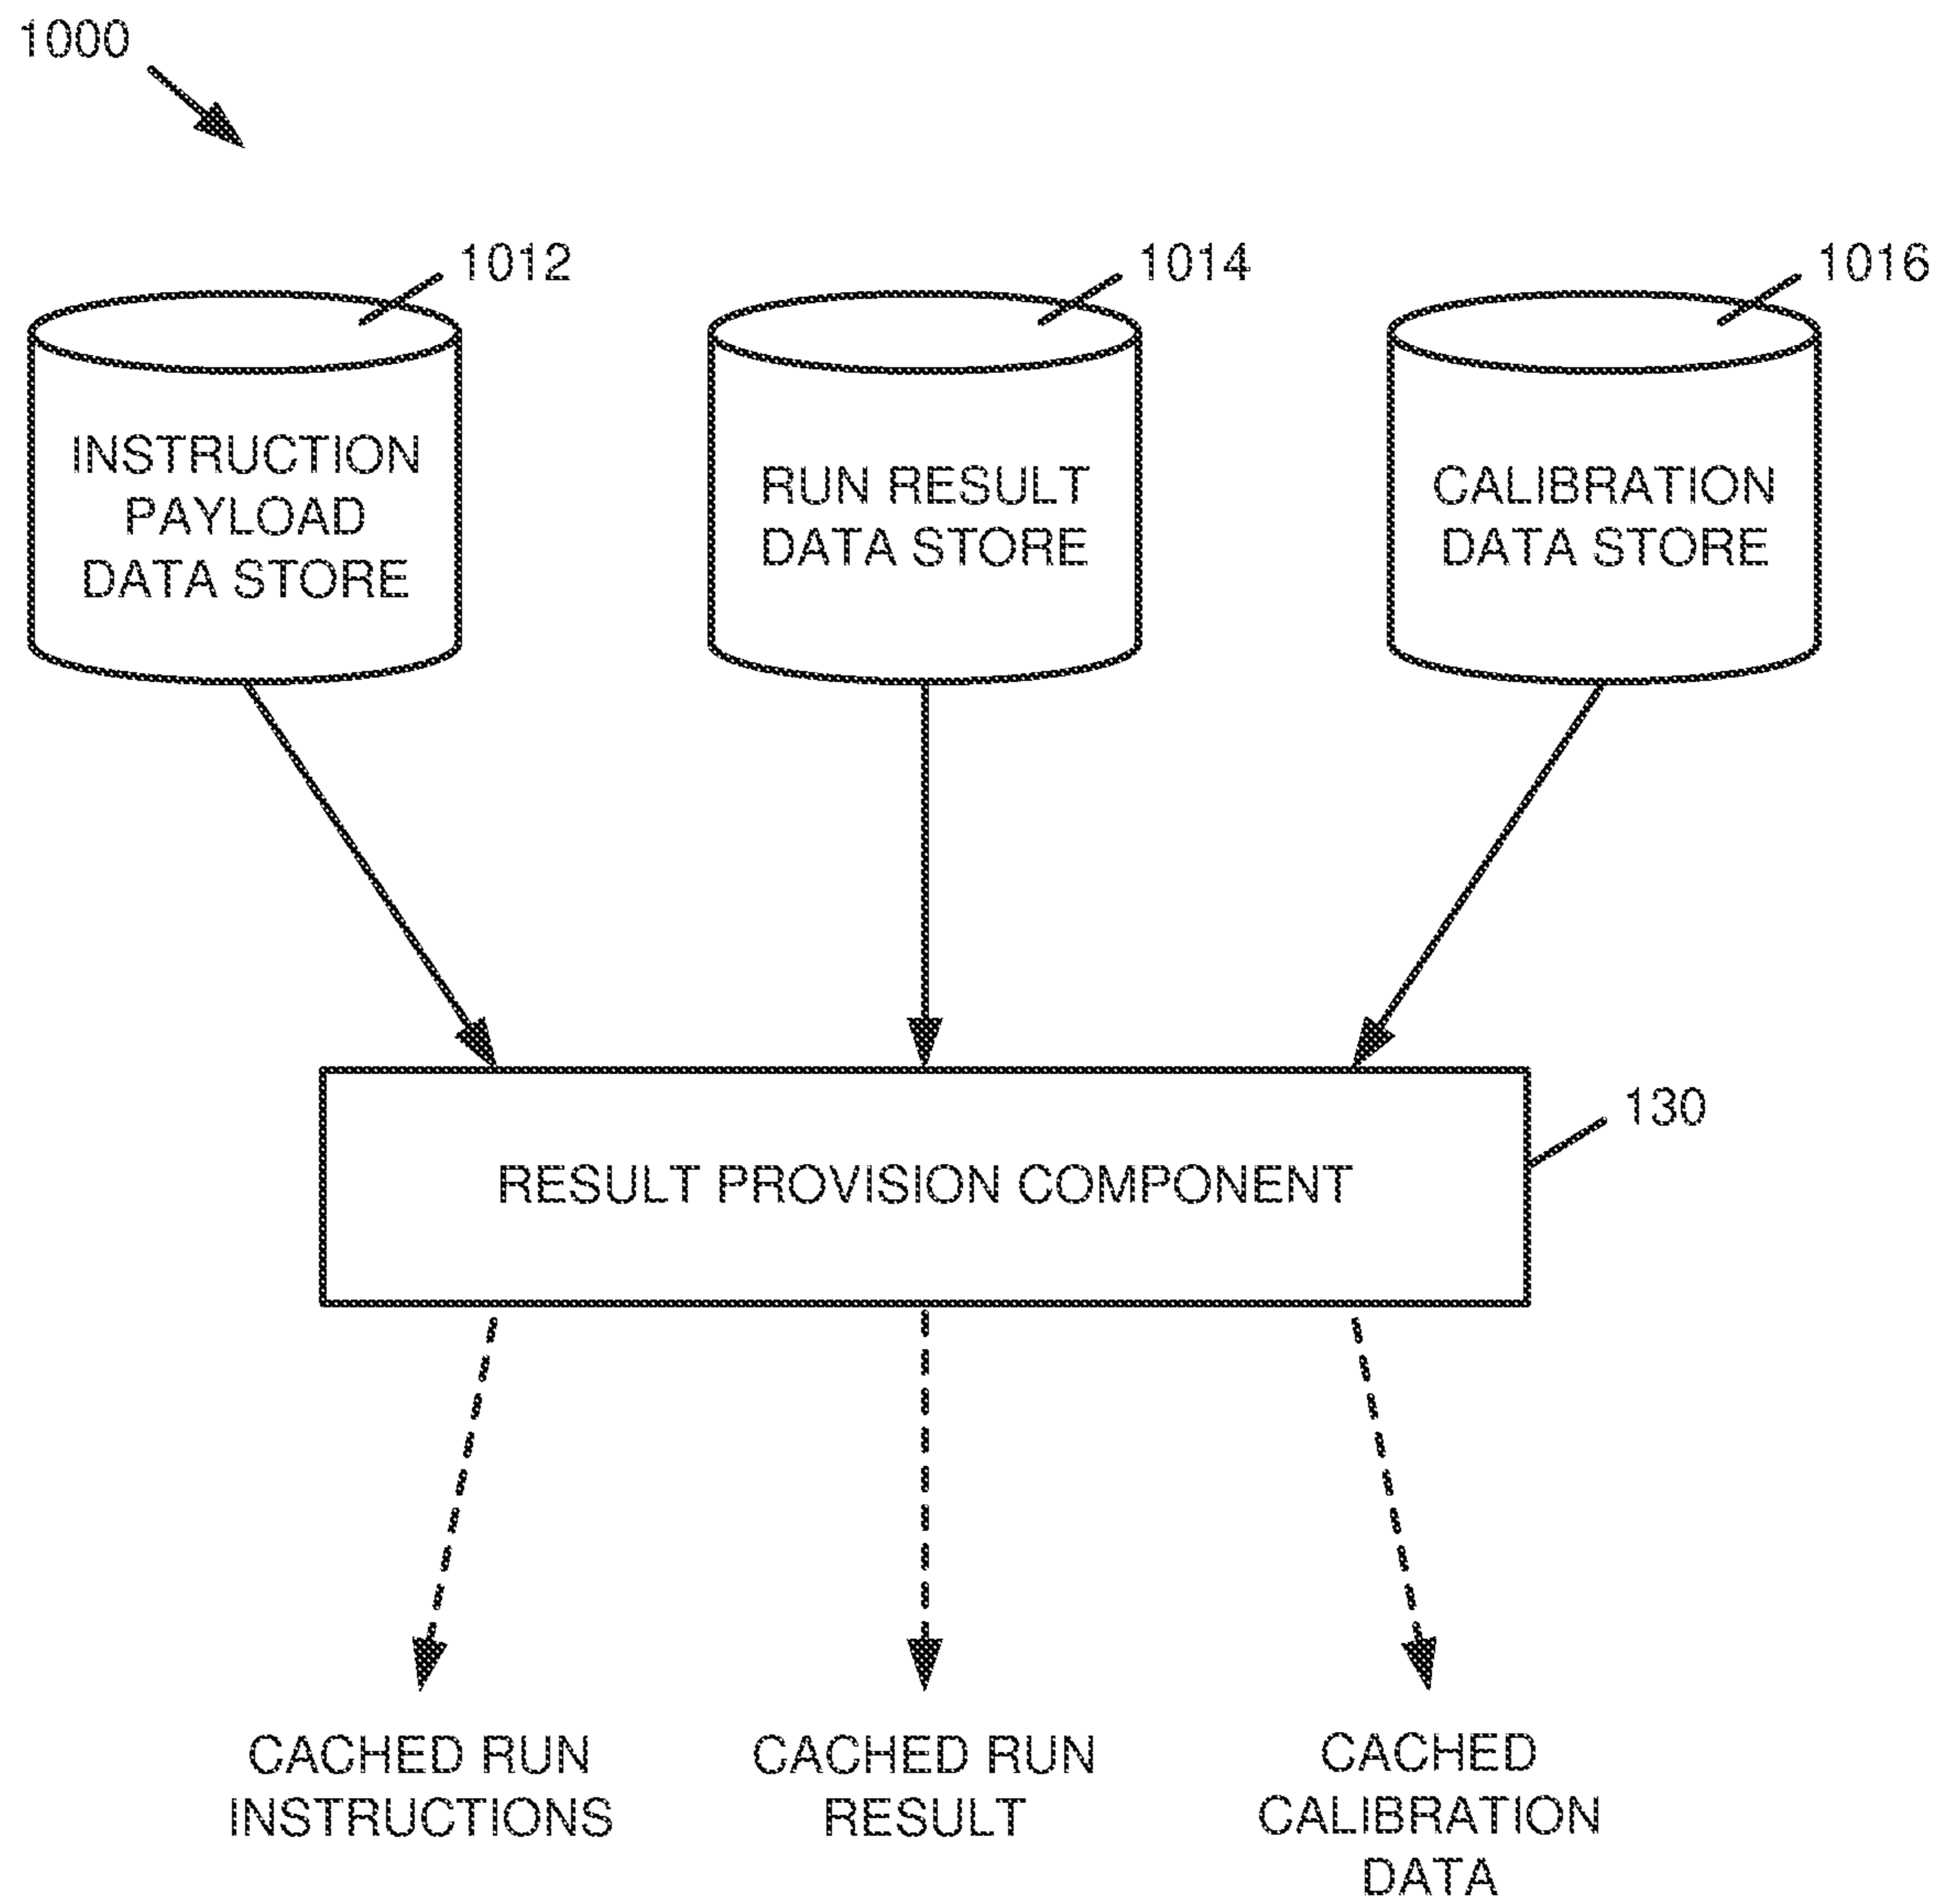 1000
1012
1014
1016
INSTRUCTION
PAYLOAD
DATA STORE
RUN RESULT
DATA STORE
CALIBRATION
DATA STORE
130
RESULT PROVISION COMPONENT
CACHED RUN
INSTRUCTIONS
CACHED RUN
RESULT
CACHED
CALIBRATION
DATA